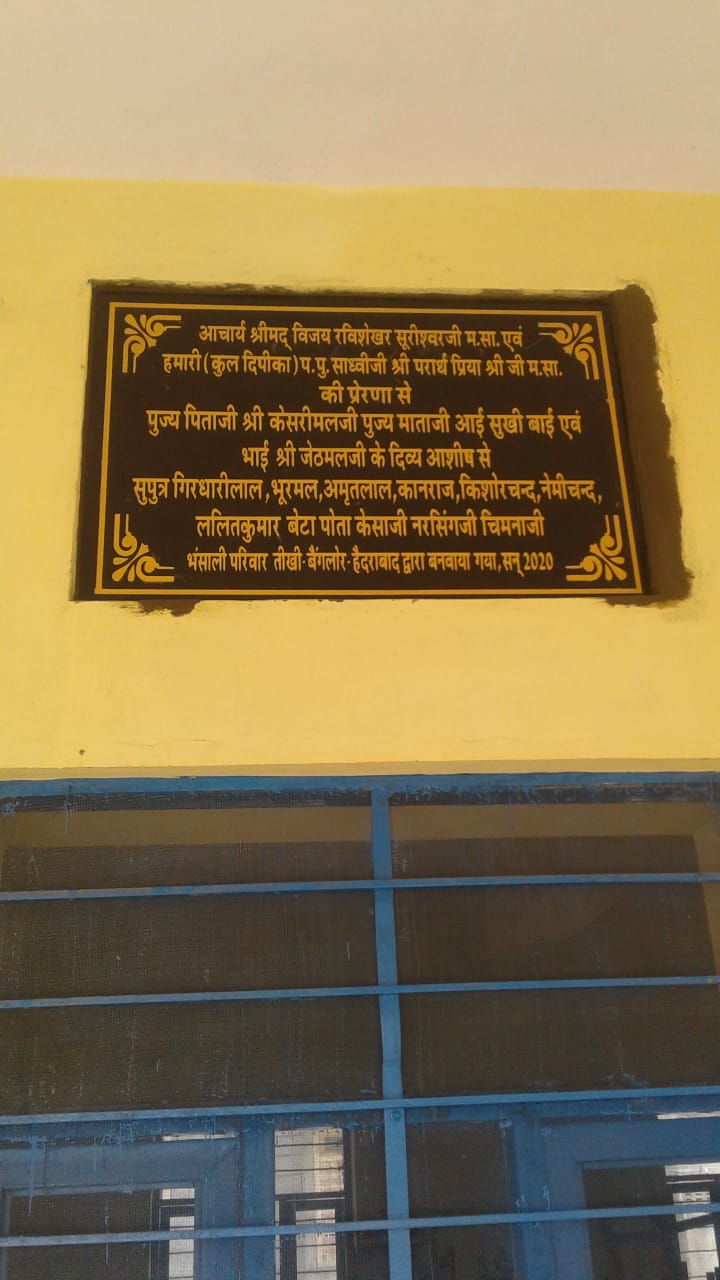 आचार्य श्रीमद् विजय रविशेखर सूरीश्वरजी म.सा. एवं
हमारी (कुल दिपीका) प.पु. साध्वीजी श्री परार्थ प्रिया श्री जी म.सा.
की प्रेरणा से
पुज्य पिताजी श्री केसरीमलजी पुज्य माताजी आई सुखी बाई एवं
भाई श्री जेठमलजी के दिव्य आशीष से
सुपुत्र गिरधारीलाल, भूरमल, अमृतलाल, कानराज, किशोरचन्द, नेमीचन्द,
ललितकुमार बेटा पोता केसाजी नरसिंगजी चिमनाजी
भंसाली परिवार तीखी- बैंगलोर- हैदराबाद द्वारा बनवाया गया, सन् 2020